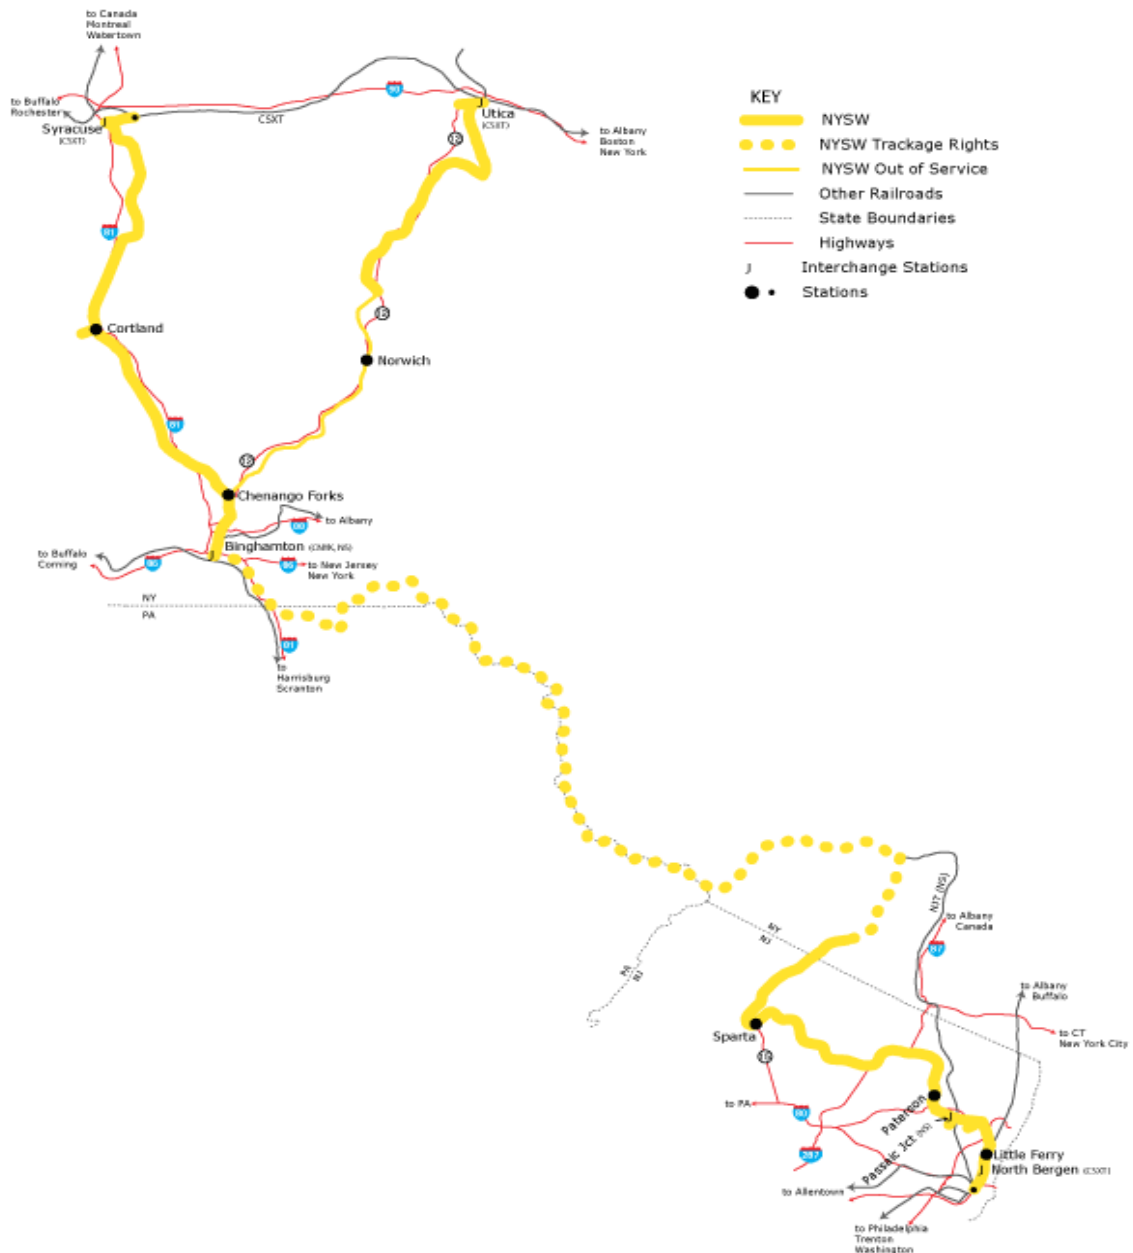 to Canada
Montreal
Watertown
to Buffalo
Rochester
Syracuse
(CSXT)
CSXT
90
Utica
(CSXT)
12
to Albany
Boston
New York
KEY
NYSW
NYSW Trackage Rights
NYSW Out of Service
Other Railroads
State Boundaries
Highways
J Interchange Stations
Stations
81
12
Cortland
Norwich
81
12
Chenango Forks
to Albany
88
Binghamton (CMRK, NS)
to Buffalo
Corning
86
86
to New Jersey
New York
NY
PA
81
to
Harrisburg
Scranton
NJT (NS)
to Albany
Canada
87
NY
NJ
PA
NJ
to Albany
Buffalo
Sparta
15
to CT
New York City
to PA
80
Paterson
287
Passaic Jct (NS)
Little Ferry
North Bergen (CSXT)
to Allentown
to Philadelphia
Trenton
Washington